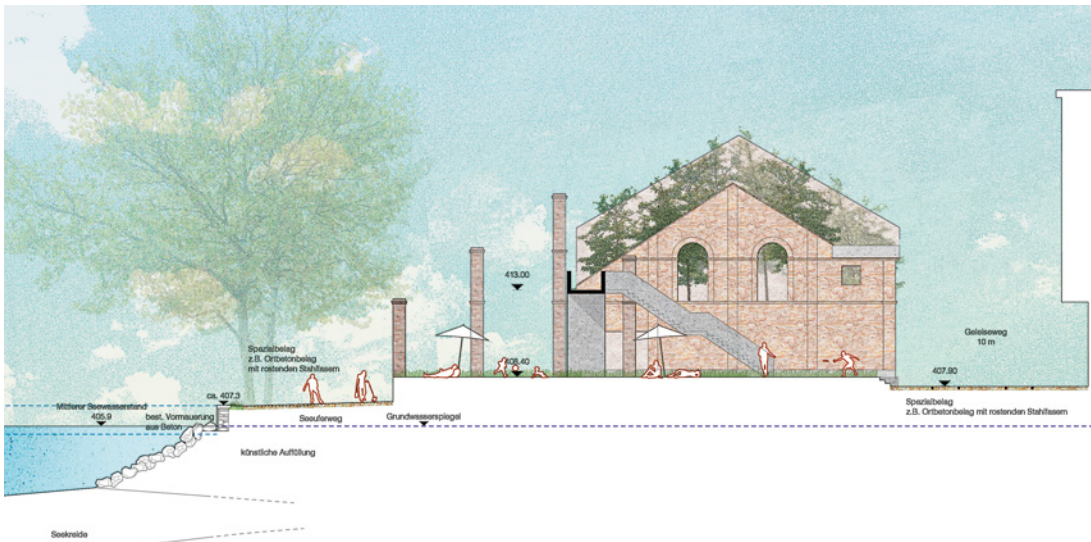 413.00
Geleiseweg
10 m
Spezialbelag
z.B. Ortbetonbelag
mit rostenden Stahlfasern
408.40
407.90
ca. 407.3
Mittlerer Seewasserstand
405.9
best. Vormauerung
aus Beton
Seeuferweg
Grundwasserspiegel
Spezialbelag
z.B. Ortbetonbelag mit rostenden Stahlfasern
künstliche Auffüllung
Seekreide